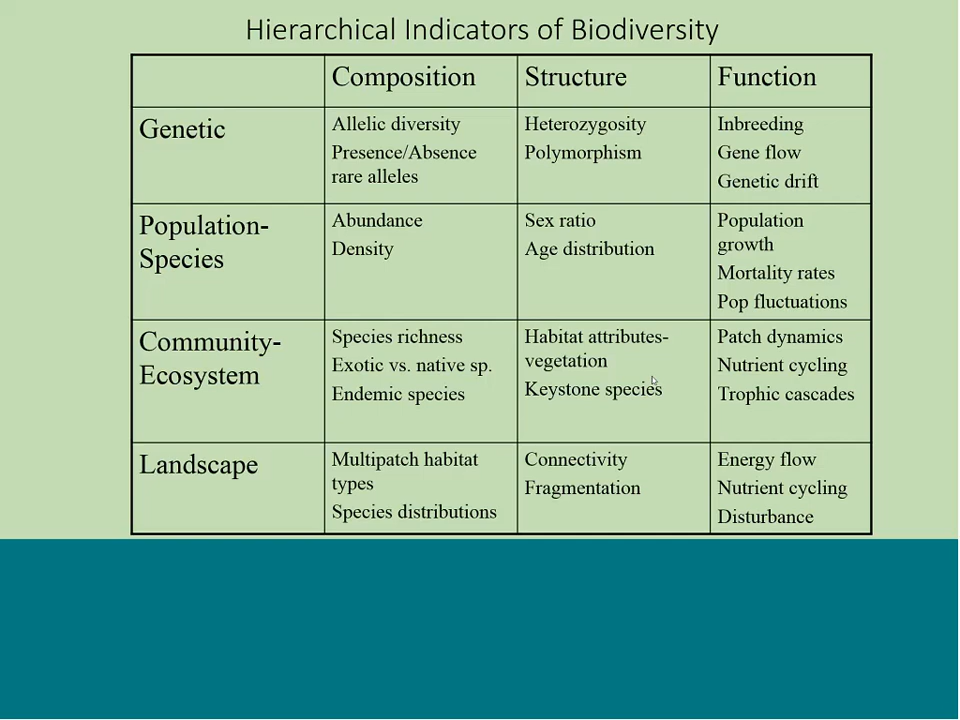 Hierarchical Indicators of Biodiversity
Composition
Structure
Function
Genetic
Allelic diversity
Presence/Absence
rare alleles
Heterozygosity
Polymorphism
Inbreeding
Gene flow
Genetic drift
Population-
Species
Abundance
Density
Sex ratio
Age distribution
Population
growth
Mortality rates
Pop fluctuations
Community-
Ecosystem
Species richness
Exotic vs. native sp.
Endemic species
Habitat attributes-
vegetation
Keystone species
Patch dynamics
Nutrient cycling
Trophic cascades
Landscape
Multipatch habitat
types
Species distributions
Connectivity
Fragmentation
Energy flow
Nutrient cycling
Disturbance